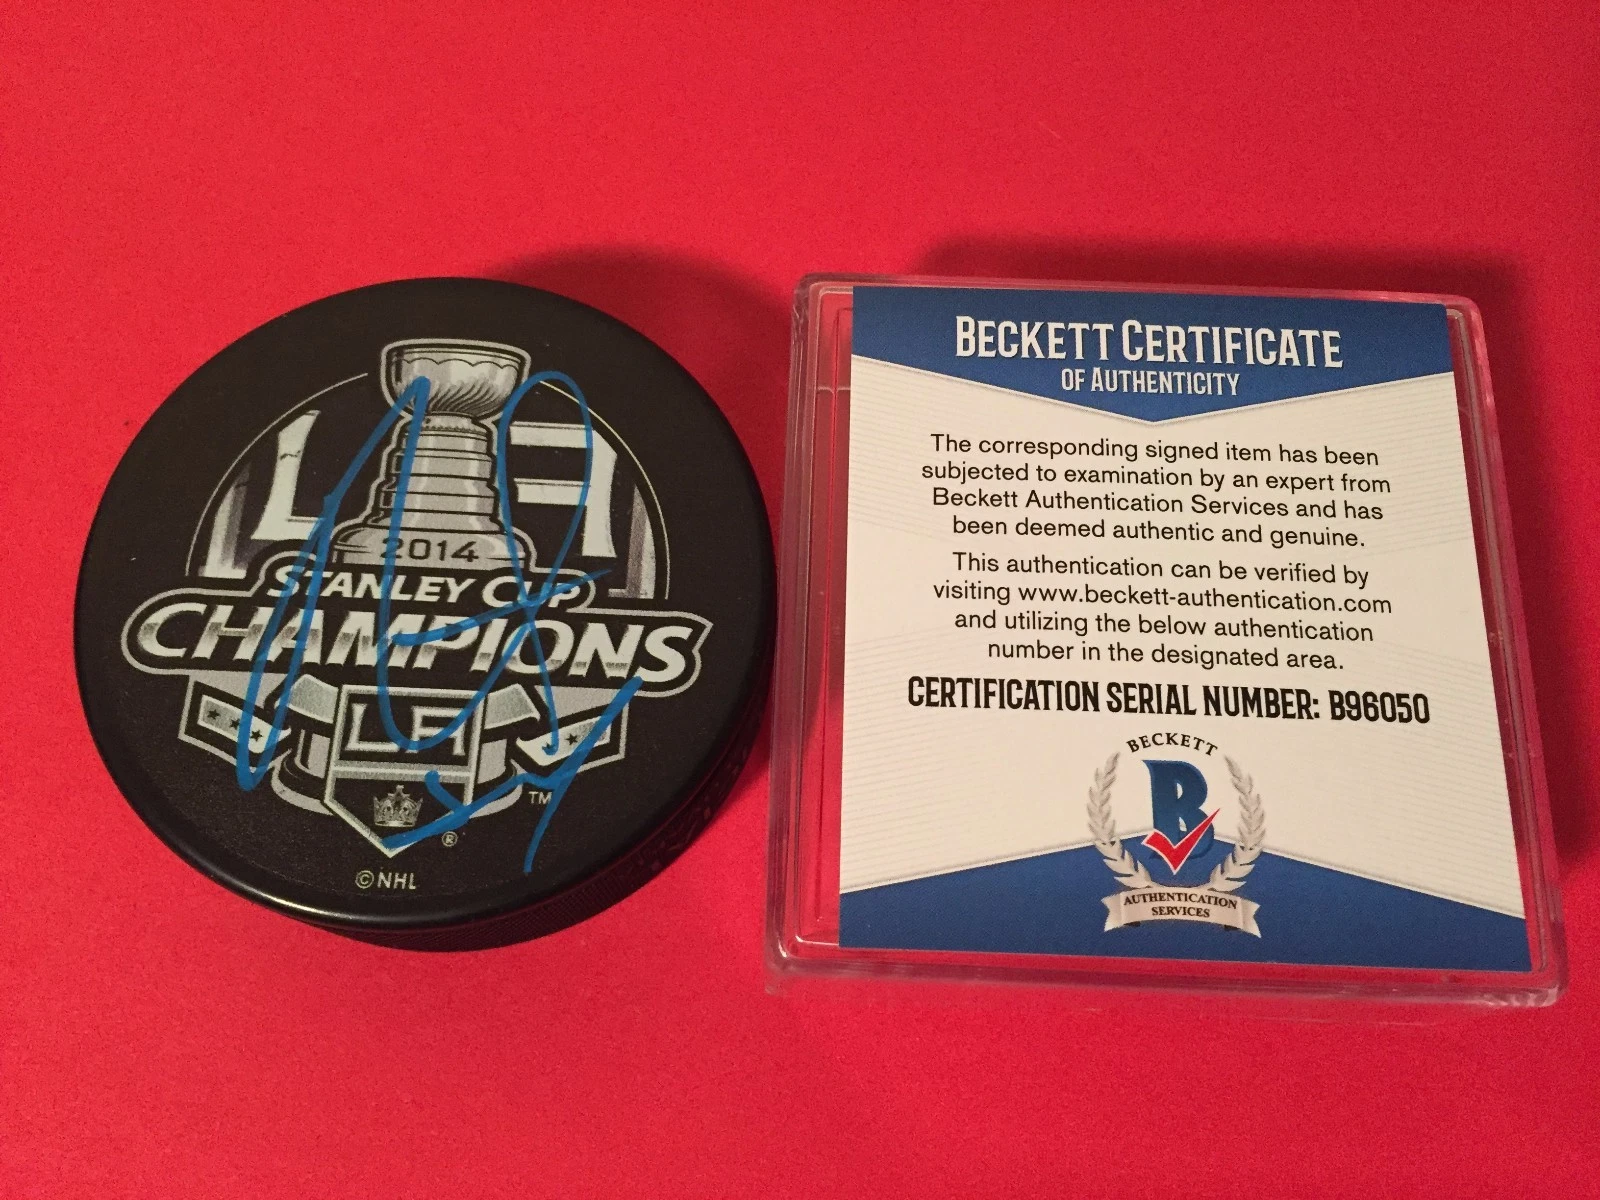 LA
2014
STANLEY CUP
CHAMPIONS
LA
TM
®
©NHL
BECKETT CERTIFICATE
OF AUTHENTICITY
The corresponding signed item has been
subjected to examination by an expert from
Beckett Authentication Services and has
been deemed authentic and genuine.
This authentication can be verified by
visiting www.beckett-authentication.com
and utilizing the below authentication
number in the designated area.
CERTIFICATION SERIAL NUMBER: B96050
BECKETT
B
AUTHENTICATION
SERVICES